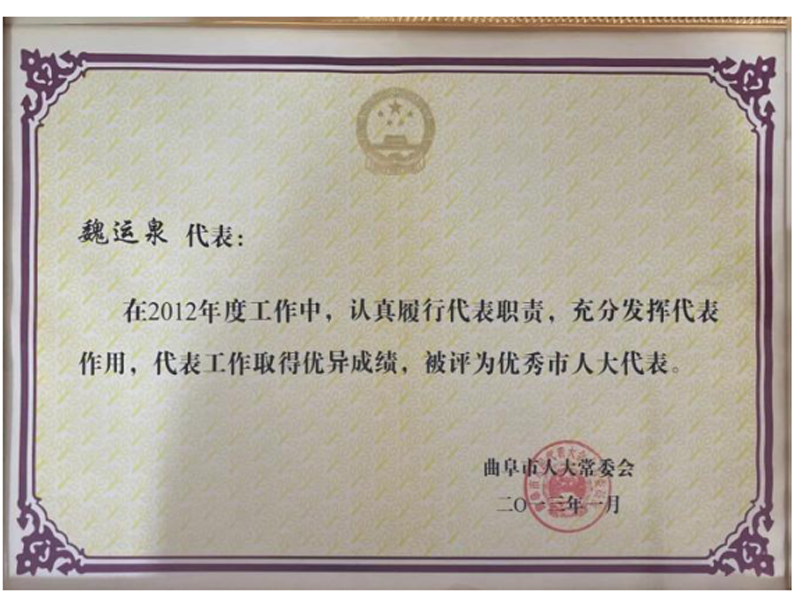 魏运泉 代表：
在2012年度工作中，认真履行代表职责，充分发挥代表
作用，代表工作取得优异成绩，被评为优秀市人大代表。
曲阜市人大常委会
二〇一三年一月